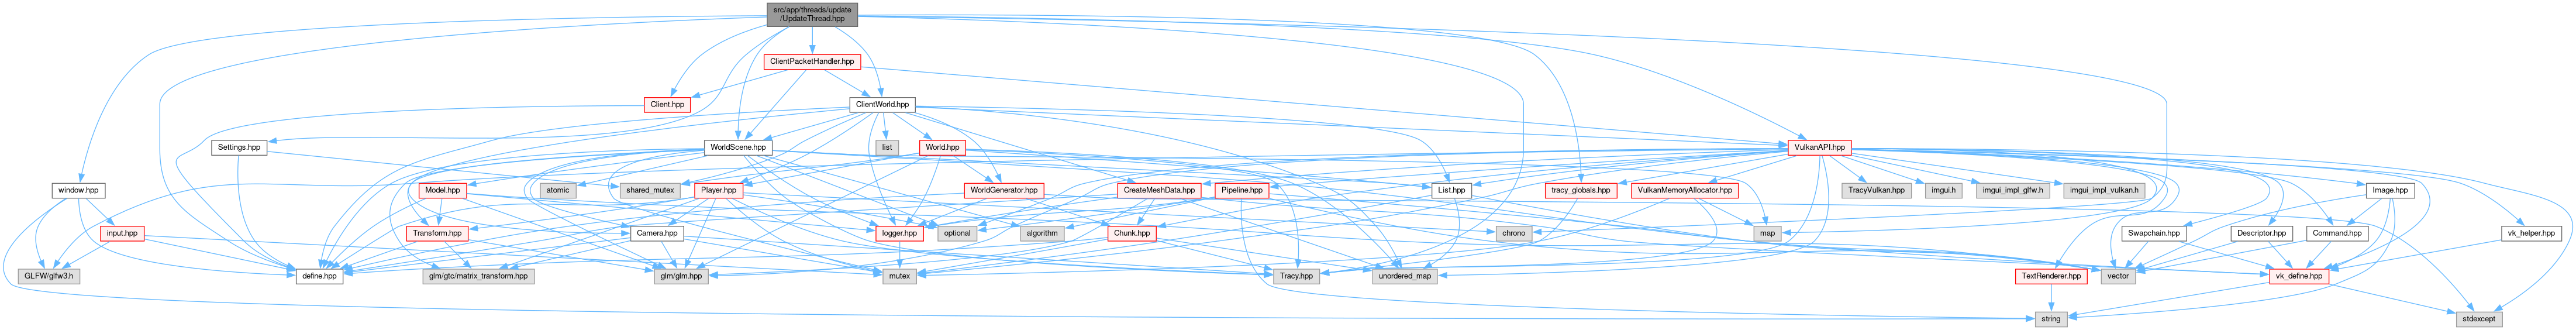 src/app/threads/update
/UpdateThread.hpp
ClientPacketHandler.hpp
Client.hpp
ClientWorld.hpp
Settings.hpp
WorldScene.hpp
list
World.hpp
VulkanAPI.hpp
window.hpp
Model.hpp
atomic
shared_mutex
Player.hpp
WorldGenerator.hpp
CreateMeshData.hpp
Pipeline.hpp
List.hpp
tracy_globals.hpp
VulkanMemoryAllocator.hpp
TracyVulkan.hpp
imgui.h
imgui_impl_glfw.h
imgui_impl_vulkan.h
Image.hpp
input.hpp
Transform.hpp
Camera.hpp
logger.hpp
optional
algorithm
Chunk.hpp
chrono
map
Swapchain.hpp
Descriptor.hpp
Command.hpp
vk_helper.hpp
GLFW/glfw3.h
define.hpp
glm/gtc/matrix_transform.hpp
glm/glm.hpp
mutex
Tracy.hpp
unordered_map
TextRenderer.hpp
vector
vk_define.hpp
string
stdexcept